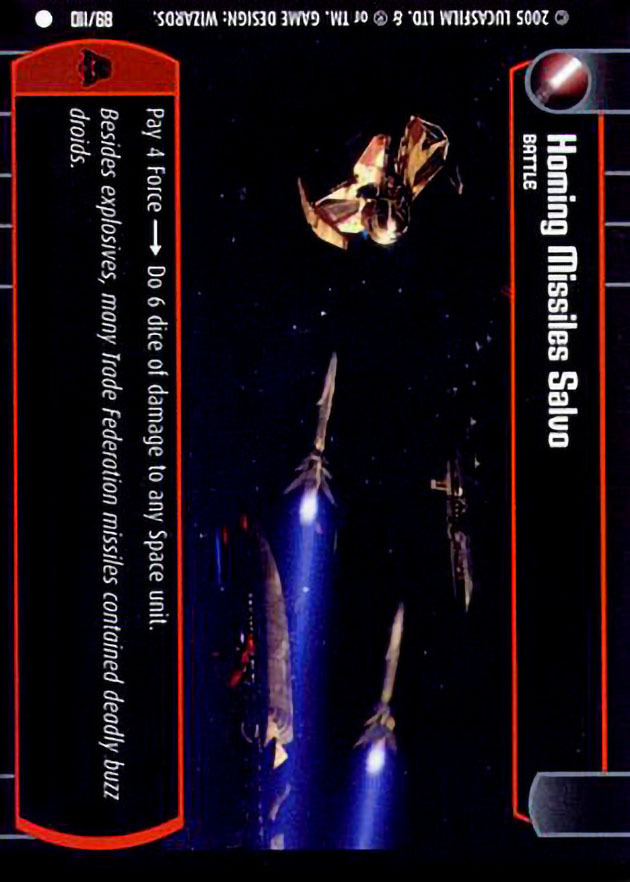 Homing Missiles Salvo
BATTLE
Pay 4 Force → Do 6 dice of damage to any Space unit.
Besides explosives, many Trade Federation missiles contained deadly buzz
droids.
© 2005 LUCASFILM LTD. & ® or TM. GAME DESIGN: WIZARDS.
89/110